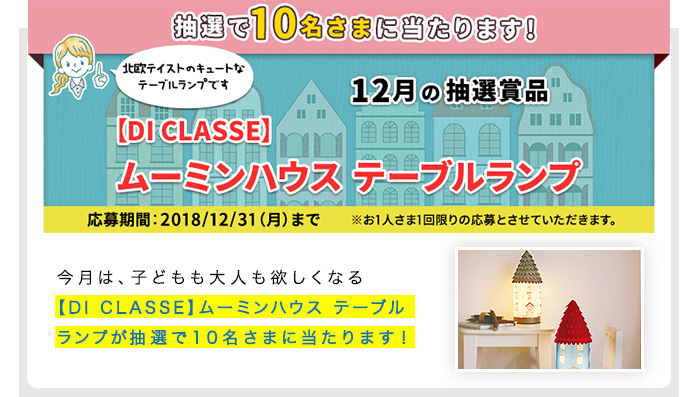 抽選で10名さまに当たります!
北欧テイストのキュートな
テーブルランプです
12月の抽選賞品
【DI CLASSE】
ムーミンハウス テーブルランプ
応募期間：2018/12/31（月）まで ※お1人さま1回限りの応募とさせていただきます。
今月は、子どもも大人も欲しくなる
【DI CLASSE】ムーミンハウス テーブル
ランプが抽選で10名さまに当たります！